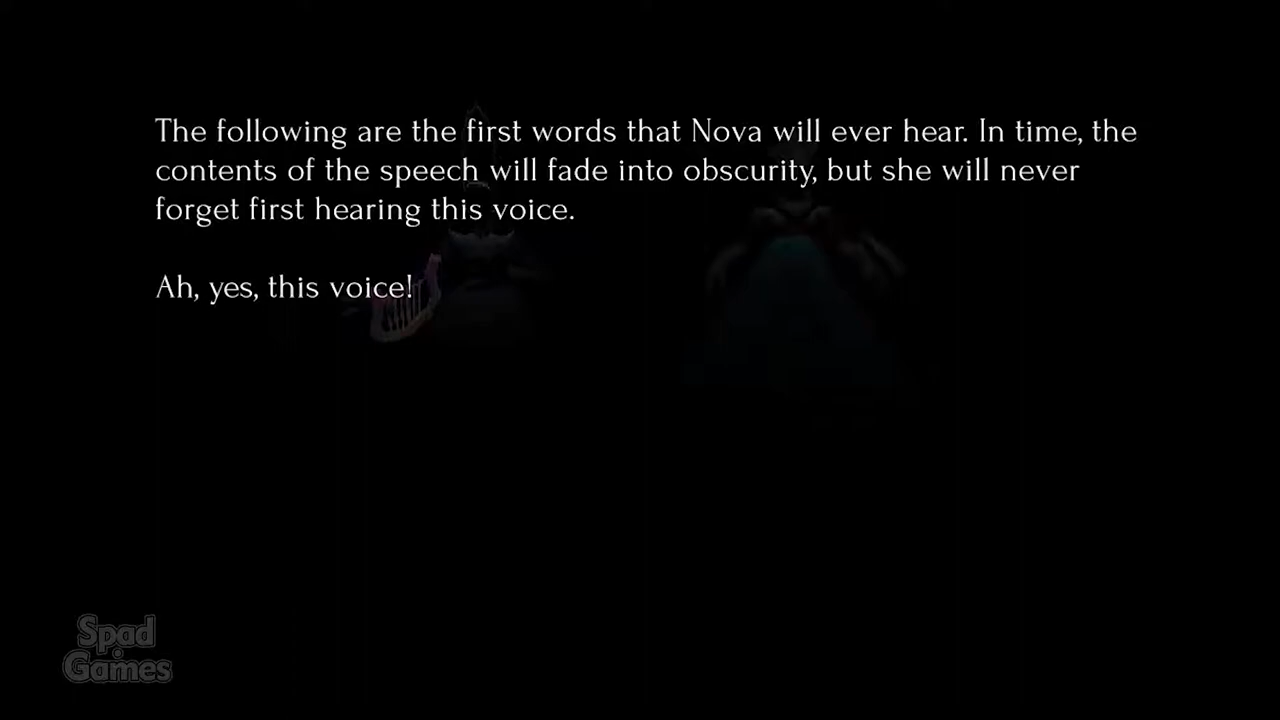 The following are the first words that Nova will ever hear. In time, the
contents of the speech will fade into obscurity, but she will never
forget first hearing this voice.
Ah, yes, this voice!
Spad
Games